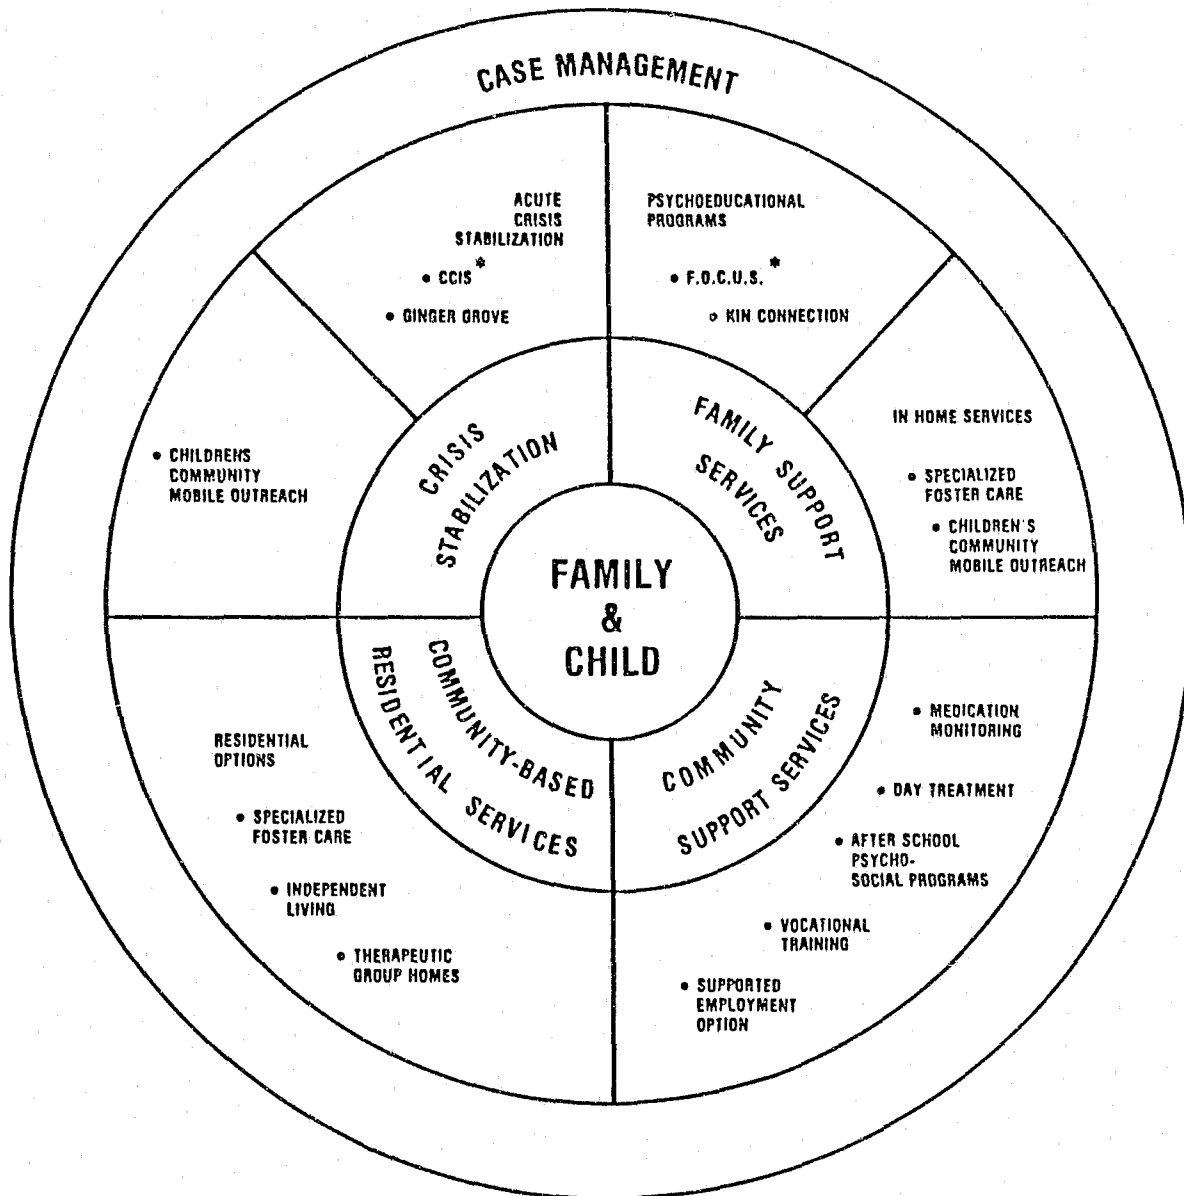 CASE MANAGEMENT
ACUTE
CRISIS
STABILIZATION
• CCIS *
• GINGER GROVE
PSYCHOEDUCATIONAL
PROGRAMS
• F.O.C.U.S. *
• KIN CONNECTION
• CHILDRENS
COMMUNITY
MOBILE OUTREACH
CRISIS
STABILIZATION
FAMILY SUPPORT
SERVICES
IN HOME SERVICES
• SPECIALIZED
FOSTER CARE
• CHILDREN'S
COMMUNITY
MOBILE OUTREACH
FAMILY
&
CHILD
COMMUNITY-BASED
RESIDENTIAL SERVICES
COMMUNITY
SUPPORT SERVICES
RESIDENTIAL
OPTIONS
• SPECIALIZED
FOSTER CARE
• INDEPENDENT
LIVING
• THERAPEUTIC
GROUP HOMES
• MEDICATION
MONITORING
• DAY TREATMENT
• AFTER SCHOOL
PSYCHO-
SOCIAL PROGRAMS
• VOCATIONAL
TRAINING
• SUPPORTED
EMPLOYMENT
OPTION